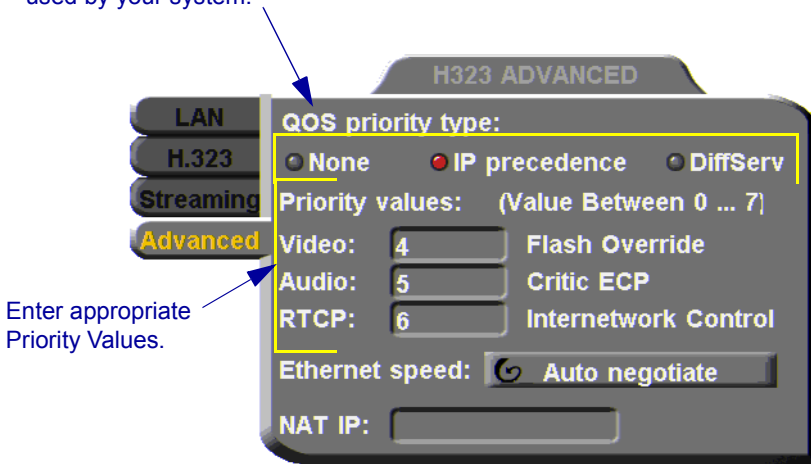 used by your system.
H323 ADVANCED
LAN
H.323
Streaming
Advanced
QOS priority type:
None IP precedence DiffServ
Priority values: (Value Between 0 ... 7)
Video: 4 Flash Override
Audio: 5 Critic ECP
RTCP: 6 Internetwork Control
Ethernet speed: Auto negotiate
NAT IP:
Enter appropriate
Priority Values.